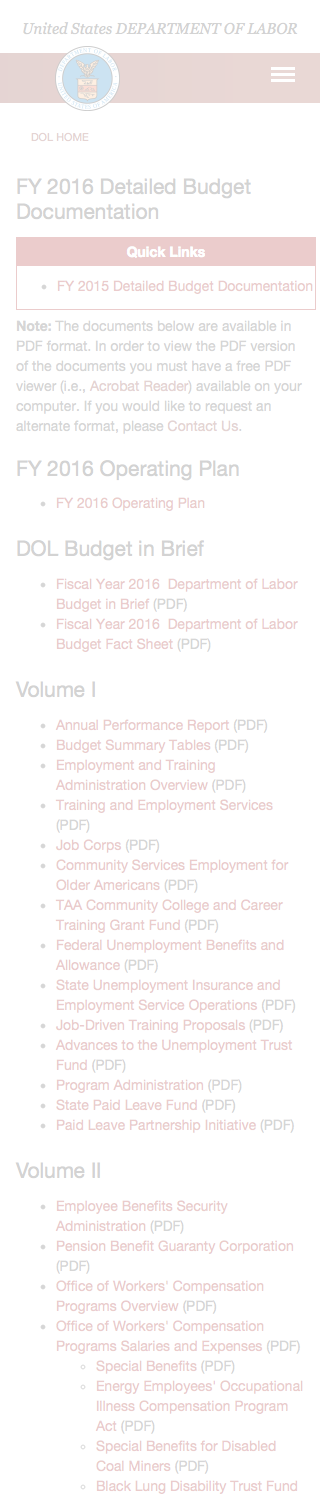 United States DEPARTMENT OF LABOR
DOL HOME
FY 2016 Detailed Budget
Documentation
Quick Links
• FY 2015 Detailed Budget Documentation
Note: The documents below are available in
PDF format. In order to view the PDF version
of the documents you must have a free PDF
viewer (i.e., Acrobat Reader) available on your
computer. If you would like to request an
alternate format, please Contact Us.
FY 2016 Operating Plan
• FY 2016 Operating Plan
DOL Budget in Brief
• Fiscal Year 2016 Department of Labor
Budget in Brief (PDF)
• Fiscal Year 2016 Department of Labor
Budget Fact Sheet (PDF)
Volume I
• Annual Performance Report (PDF)
• Budget Summary Tables (PDF)
• Employment and Training
Administration Overview (PDF)
• Training and Employment Services
(PDF)
• Job Corps (PDF)
• Community Services Employment for
Older Americans (PDF)
• TAA Community College and Career
Training Grant Fund (PDF)
• Federal Unemployment Benefits and
Allowance (PDF)
• State Unemployment Insurance and
Employment Service Operations (PDF)
• Job-Driven Training Proposals (PDF)
• Advances to the Unemployment Trust
Fund (PDF)
• Program Administration (PDF)
• State Paid Leave Fund (PDF)
• Paid Leave Partnership Initiative (PDF)
Volume II
• Employee Benefits Security
Administration (PDF)
• Pension Benefit Guaranty Corporation
(PDF)
• Office of Workers' Compensation
Programs Overview (PDF)
• Office of Workers' Compensation
Programs Salaries and Expenses (PDF)
◦ Special Benefits (PDF)
◦ Energy Employees' Occupational
Illness Compensation Program
Act (PDF)
◦ Special Benefits for Disabled
Coal Miners (PDF)
◦ Black Lung Disability Trust Fund